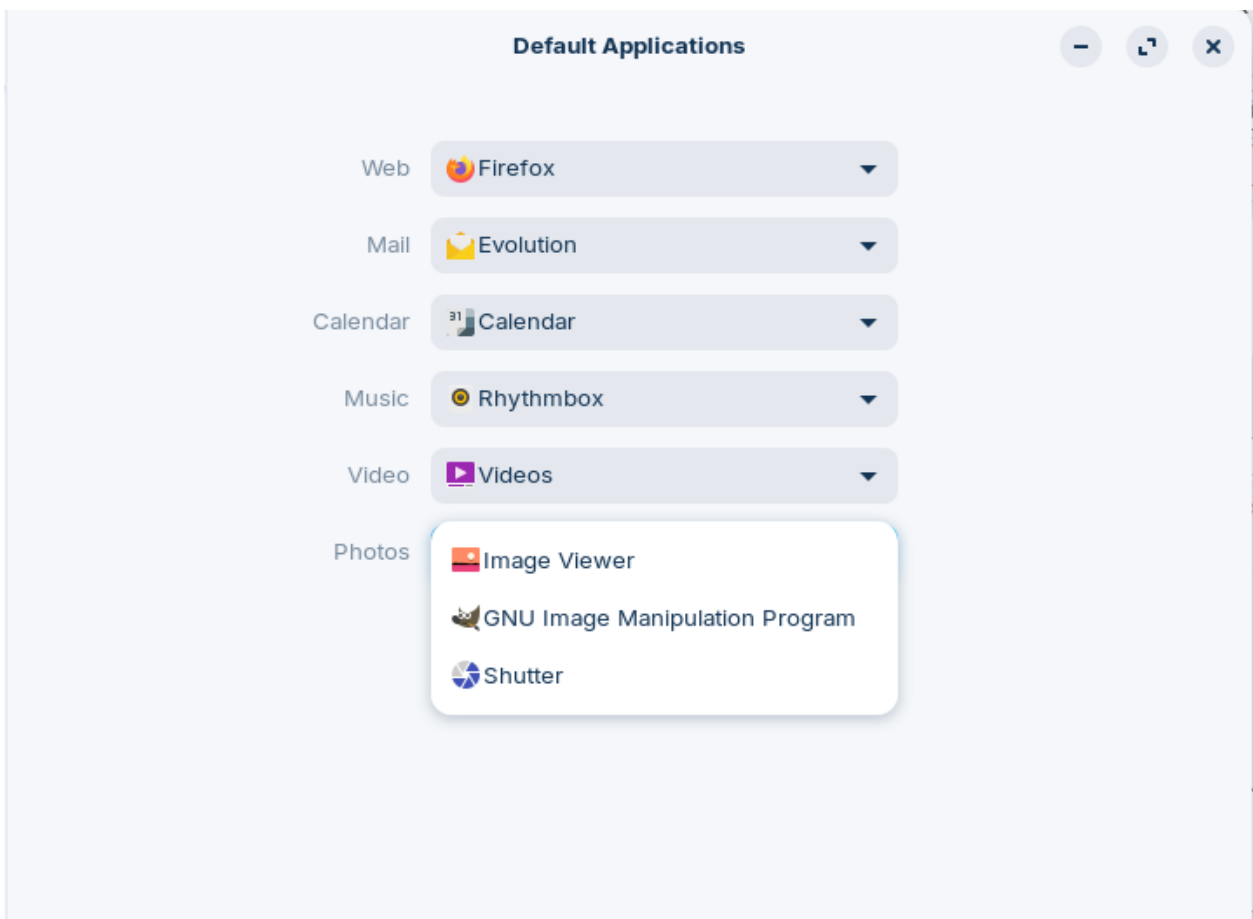 Default Applications
Web Firefox
Mail Evolution
Calendar 31 Calendar
Music Rhythmbox
Video Videos
Photos Image Viewer
GNU Image Manipulation Program
Shutter